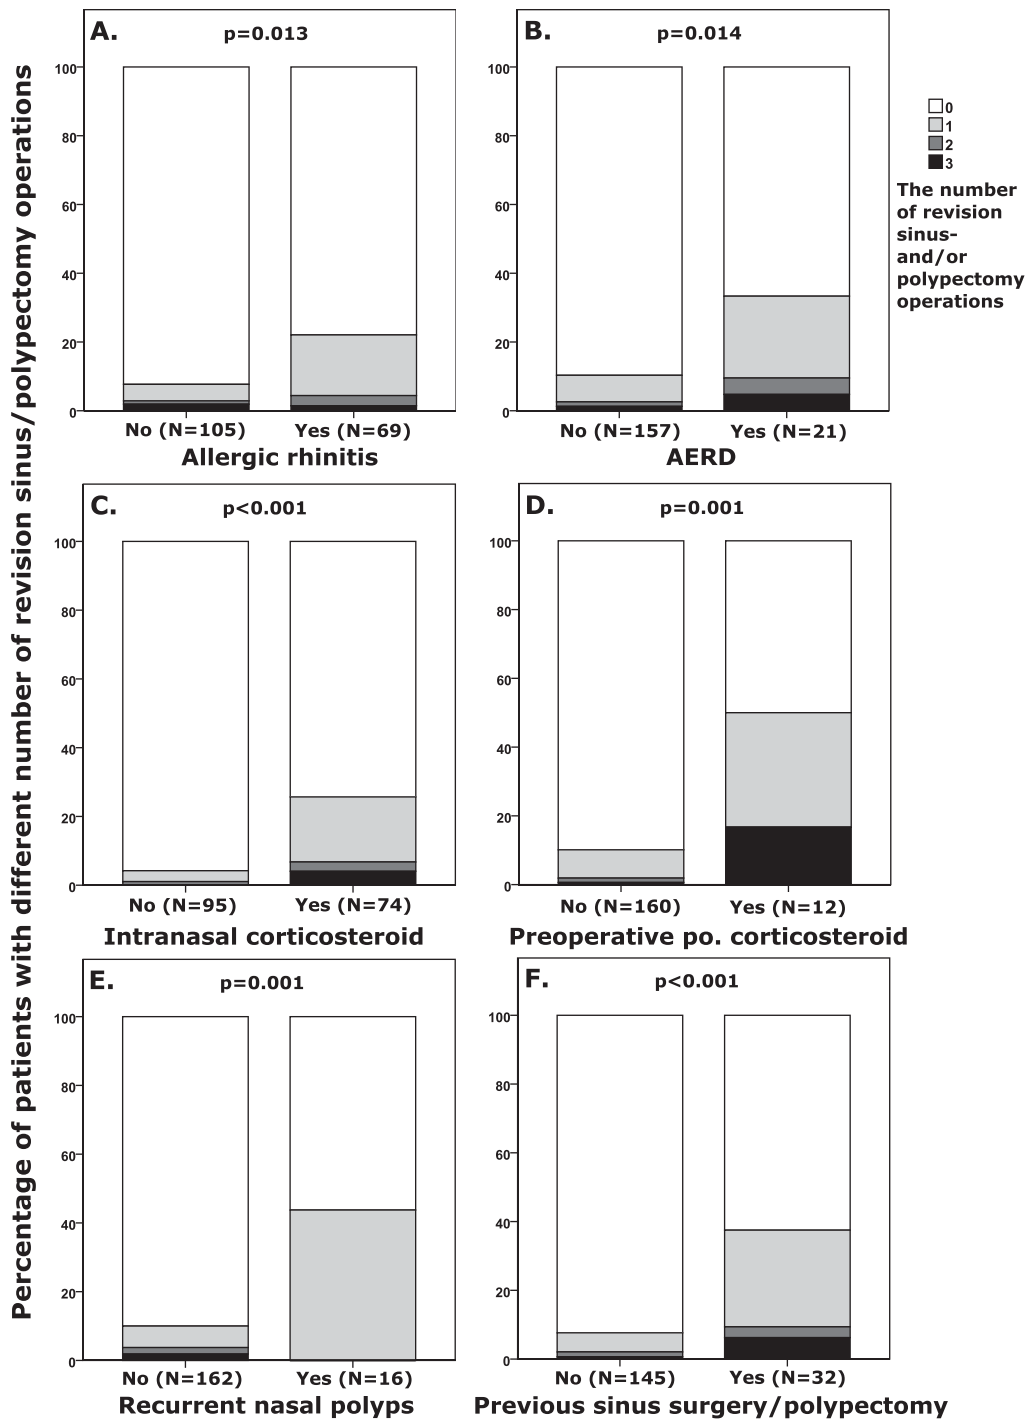 Percentage of patients with different number of revision sinus/polypectomy operations
A.
p=0.013
100
80
60
40
20
0
No (N=105)
Yes (N=69)
Allergic rhinitis
B.
p=0.014
100
80
60
40
20
0
No (N=157)
Yes (N=21)
AERD
0
1
2
3
The number
of revision
sinus-
and/or
polypectomy
operations
C.
p<0.001
100
80
60
40
20
0
No (N=95)
Yes (N=74)
Intranasal corticosteroid
D.
p=0.001
100
80
60
40
20
0
No (N=160)
Yes (N=12)
Preoperative po. corticosteroid
E.
p=0.001
100
80
60
40
20
0
No (N=162)
Yes (N=16)
Recurrent nasal polyps
F.
p<0.001
100
80
60
40
20
0
No (N=145)
Yes (N=32)
Previous sinus surgery/polypectomy